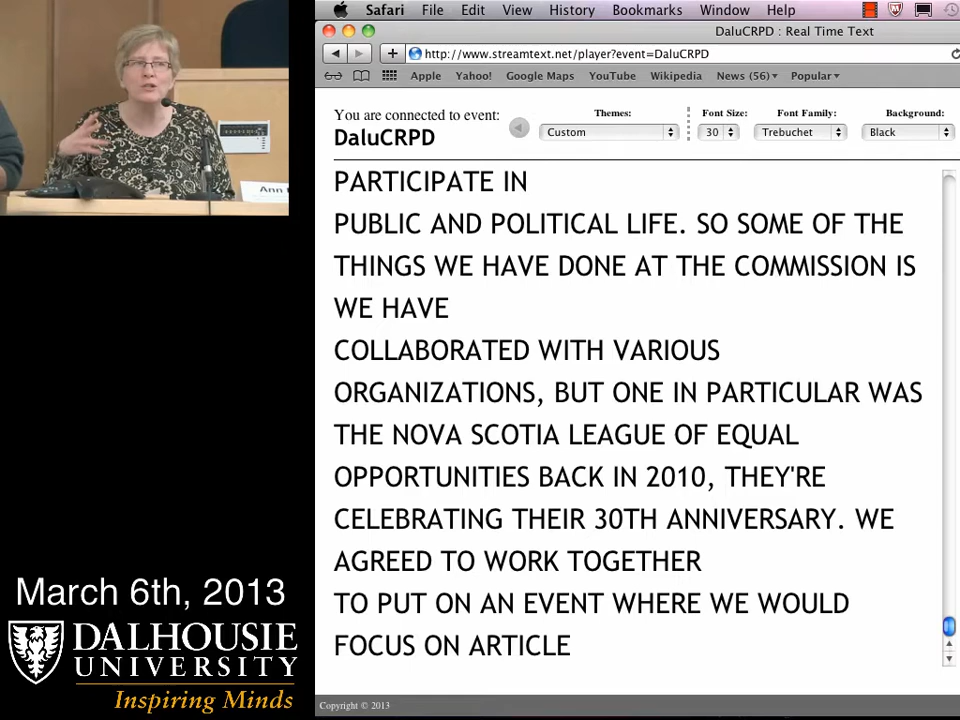 Safari File Edit View History Bookmarks Window Help
DaluCRPD : Real Time Text
http://www.streamtext.net/player?event=DaluCRPD
Apple Yahoo! Google Maps YouTube Wikipedia News (56) Popular
You are connected to event:
DaluCRPD
Themes:
Custom
Font Size:
30
Font Family:
Trebuchet
Background:
Black
PARTICIPATE IN
PUBLIC AND POLITICAL LIFE. SO SOME OF THE
THINGS WE HAVE DONE AT THE COMMISSION IS
WE HAVE
COLLABORATED WITH VARIOUS
ORGANIZATIONS, BUT ONE IN PARTICULAR WAS
THE NOVA SCOTIA LEAGUE OF EQUAL
OPPORTUNITIES BACK IN 2010, THEY'RE
CELEBRATING THEIR 30TH ANNIVERSARY. WE
AGREED TO WORK TOGETHER
TO PUT ON AN EVENT WHERE WE WOULD
FOCUS ON ARTICLE
Copyright © 2013
Ann
March 6th, 2013
DALHOUSIE
UNIVERSITY
Inspiring Minds